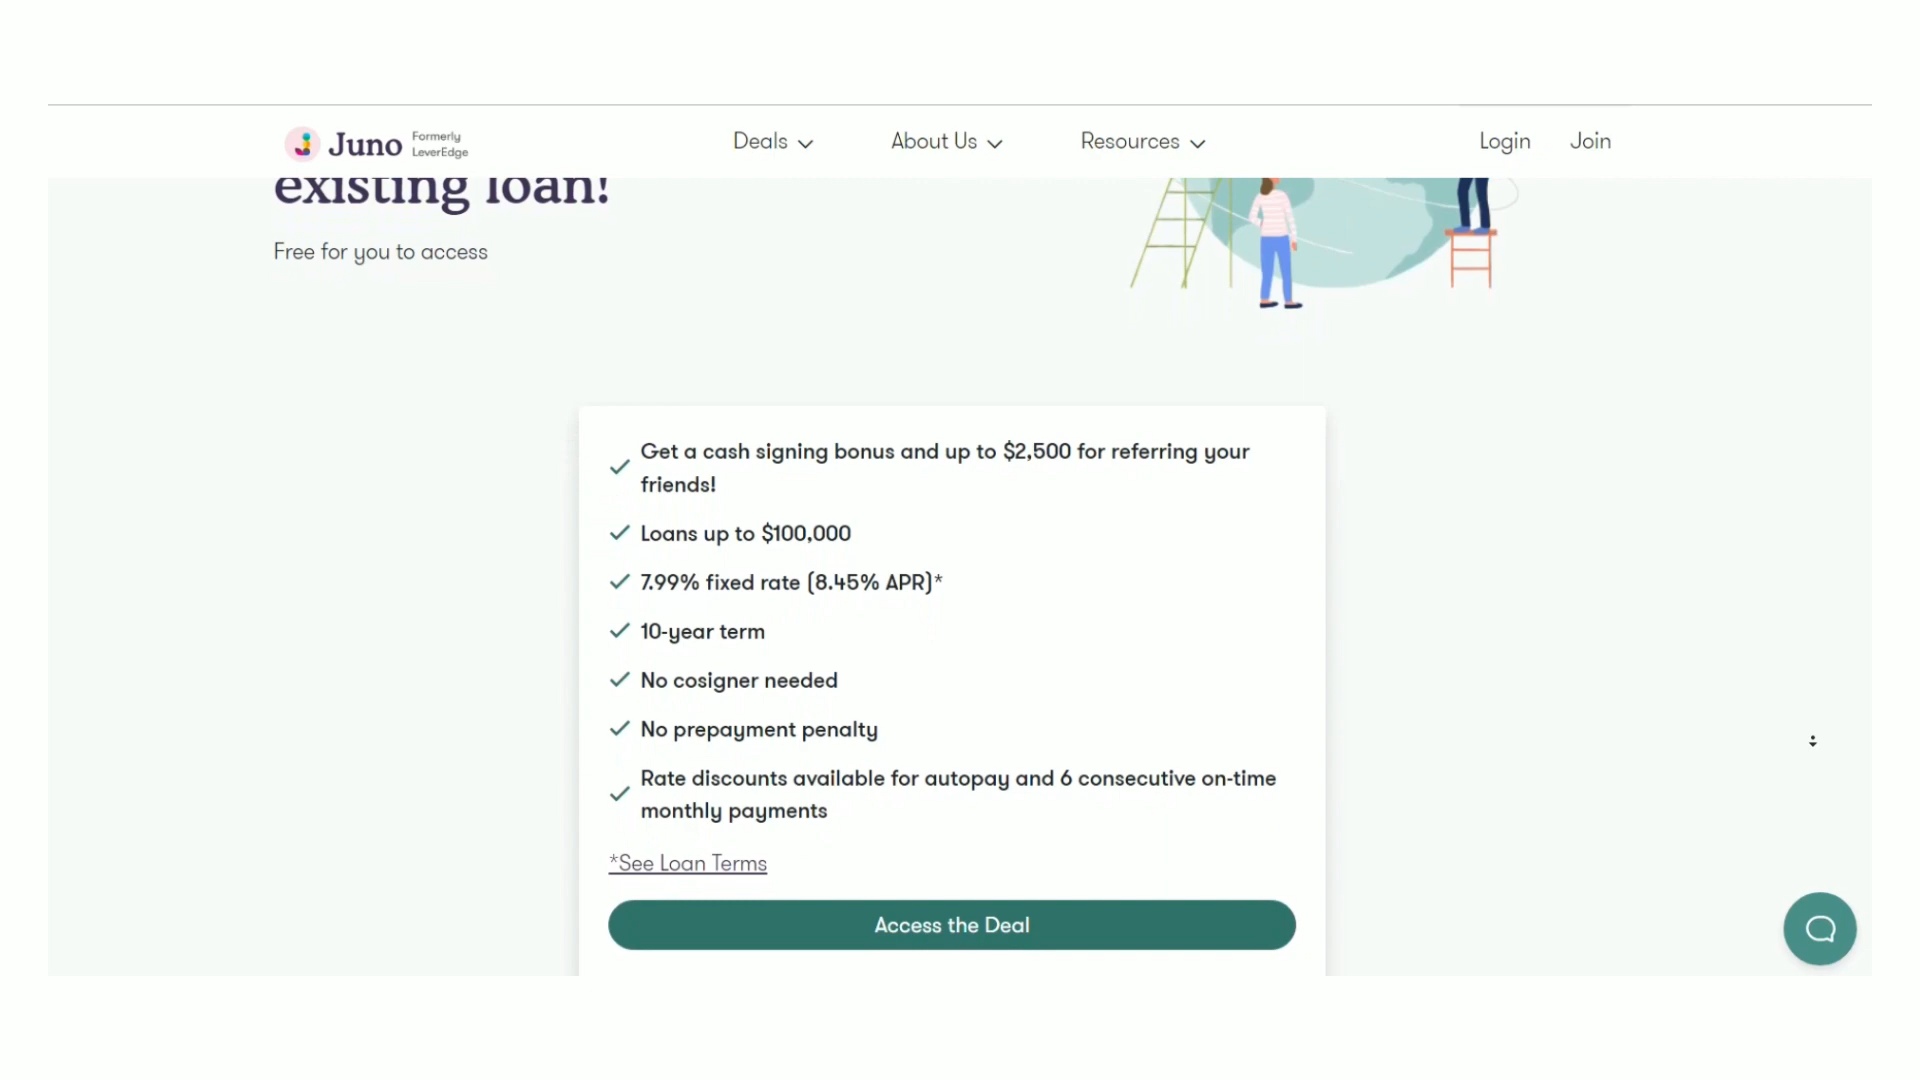 Juno
Formerly
LeverEdge
Deals
About Us
Resources
Login
Join
existing loan!
Free for you to access
Get a cash signing bonus and up to $2,500 for referring your
friends!
Loans up to $100,000
7.99% fixed rate (8.45% APR)*
10-year term
No cosigner needed
No prepayment penalty
Rate discounts available for autopay and 6 consecutive on-time
monthly payments
*See Loan Terms
Access the Deal